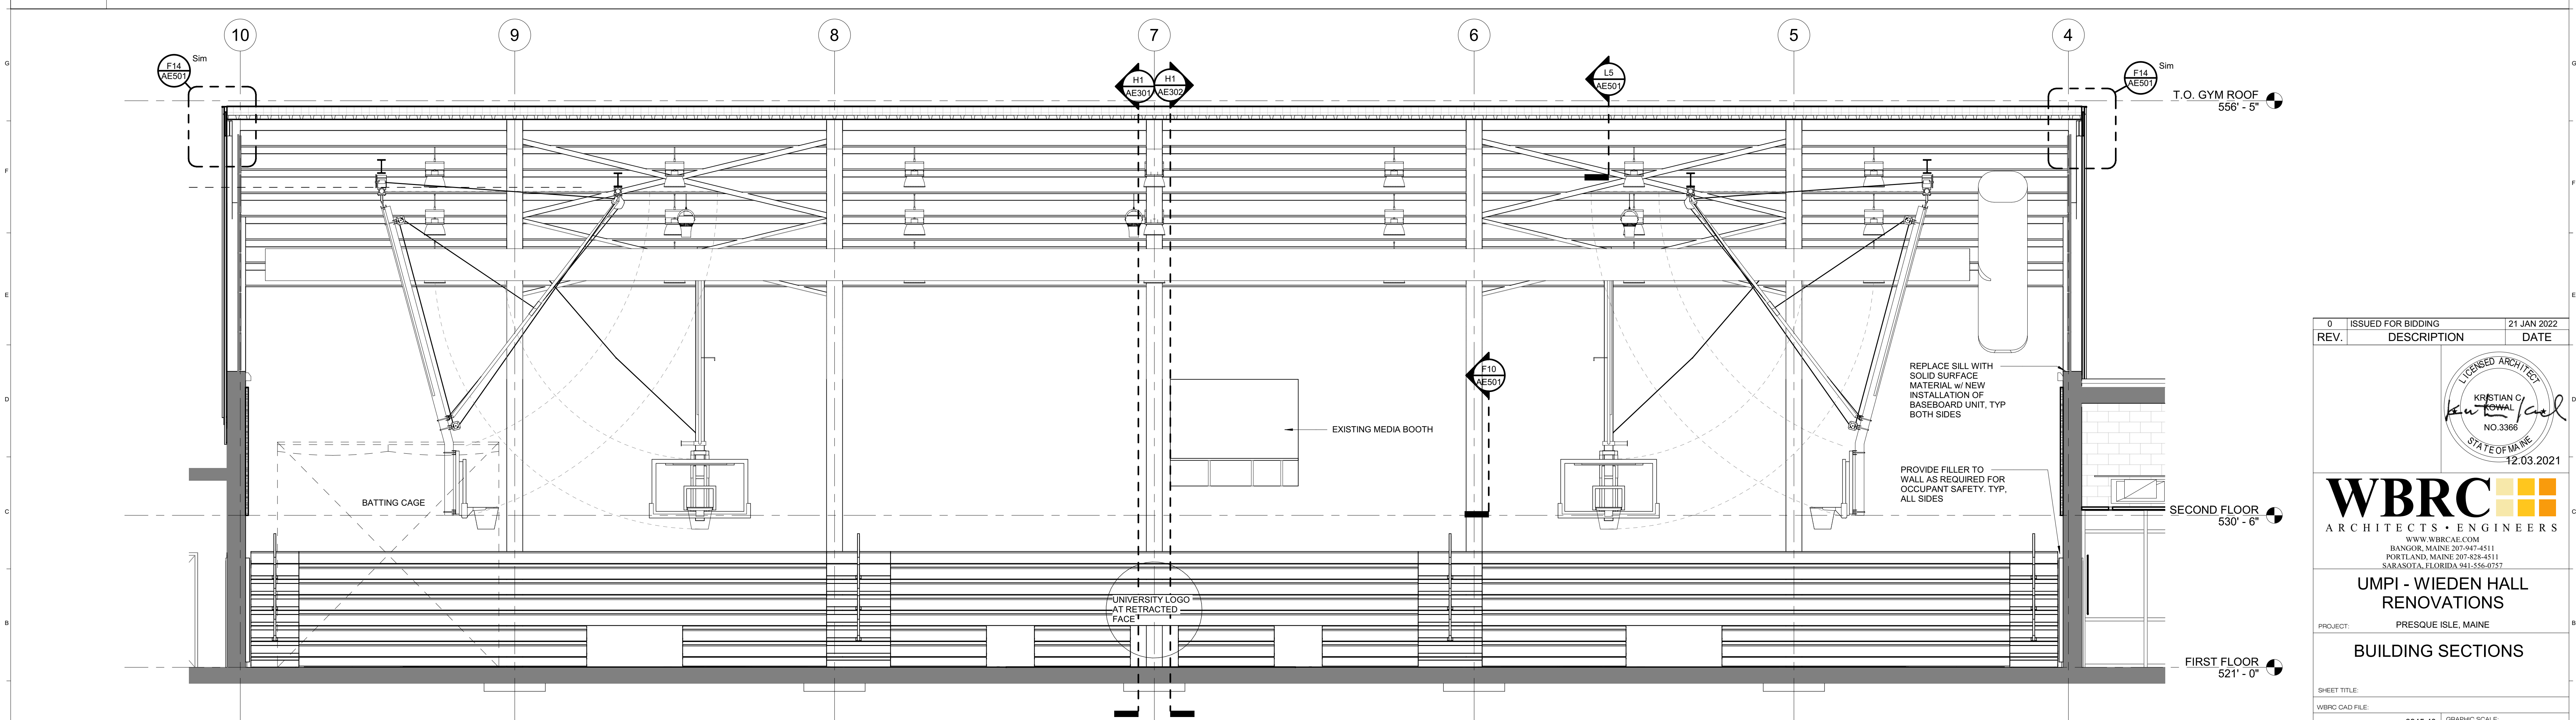 10
9
8
7
6
5
4
G
F
E
D
C
B
G
F
E
D
C
B
F14
AE501
Sim
H1
AE301
H1
AE302
L5
AE501
F14
AE501
Sim
T.O. GYM ROOF
556' - 5"
F10
AE501
REPLACE SILL WITH
SOLID SURFACE
MATERIAL w/ NEW
INSTALLATION OF
BASEBOARD UNIT, TYP
BOTH SIDES
EXISTING MEDIA BOOTH
PROVIDE FILLER TO
WALL AS REQUIRED FOR
OCCUPANT SAFETY. TYP,
ALL SIDES
BATTING CAGE
SECOND FLOOR
530' - 6"
UNIVERSITY LOGO
AT RETRACTED
FACE
FIRST FLOOR
521' - 0"
0 ISSUED FOR BIDDING 21 JAN 2022
REV. DESCRIPTION DATE
LICENSED ARCHITECT
KRISTIAN C.
KOWAL
NO.3366
STATE OF MAINE
12.03.2021
WBRC
ARCHITECTS • ENGINEERS
WWW.WBRCAE.COM
BANGOR, MAINE 207-947-4511
PORTLAND, MAINE 207-828-4511
SARASOTA, FLORIDA 941-556-0757
UMPI - WIEDEN HALL
RENOVATIONS
PROJECT: PRESQUE ISLE, MAINE
BUILDING SECTIONS
SHEET TITLE:
WBRC CAD FILE:
GRAPHIC SCALE: